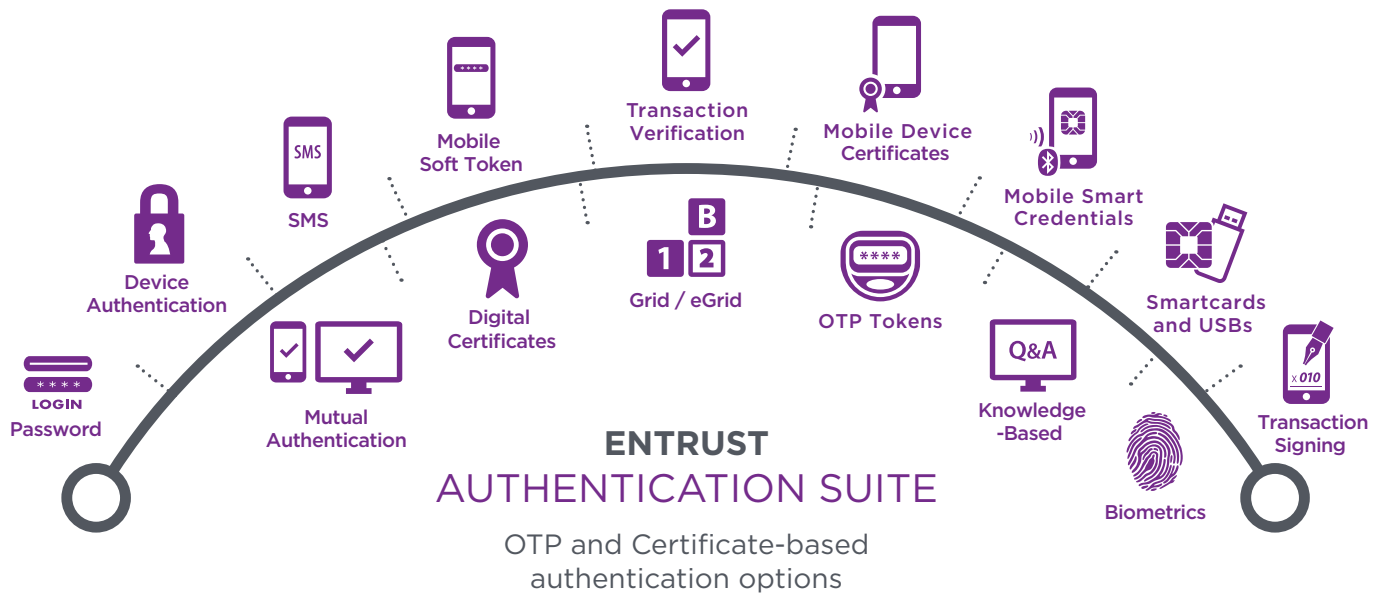 ****
LOGIN
Password
Device
Authentication
SMS
SMS
****
Mobile
Soft Token
Transaction
Verification
Mobile Device
Certificates
Mobile Smart
Credentials
Smartcards
and USBs
x 010
Transaction
Signing
Mutual
Authentication
Digital
Certificates
B
1 2
Grid / eGrid
****
OTP Tokens
Q&A
Knowledge
-Based
Biometrics
ENTRUST
AUTHENTICATION SUITE
OTP and Certificate-based
authentication options